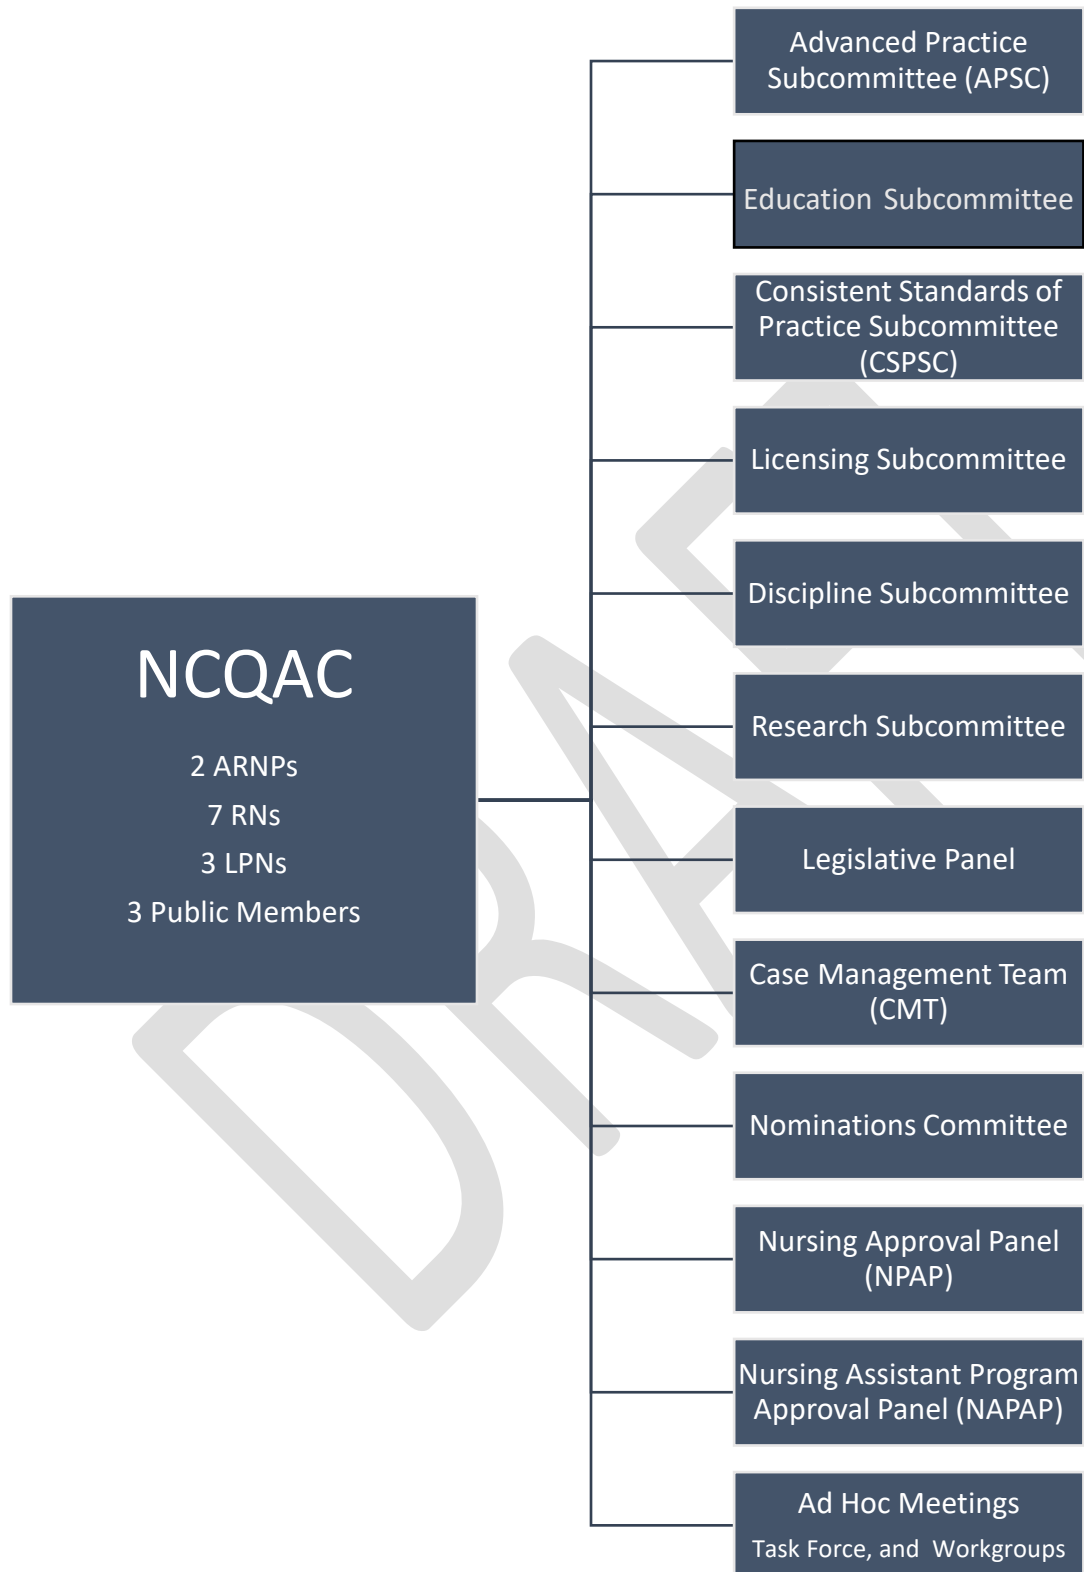 Advanced Practice
Subcommittee (APSC)
Education Subcommittee
Consistent Standards of
Practice Subcommittee
(CSPSC)
Licensing Subcommittee
Discipline Subcommittee
Research Subcommittee
NCQAC
2 ARNPs
7 RNs
3 LPNs
3 Public Members
Legislative Panel
Case Management Team
(CMT)
Nominations Committee
Nursing Approval Panel
(NPAP)
Nursing Assistant Program
Approval Panel (NAPAP)
Ad Hoc Meetings
Task Force, and Workgroups
DRAFT